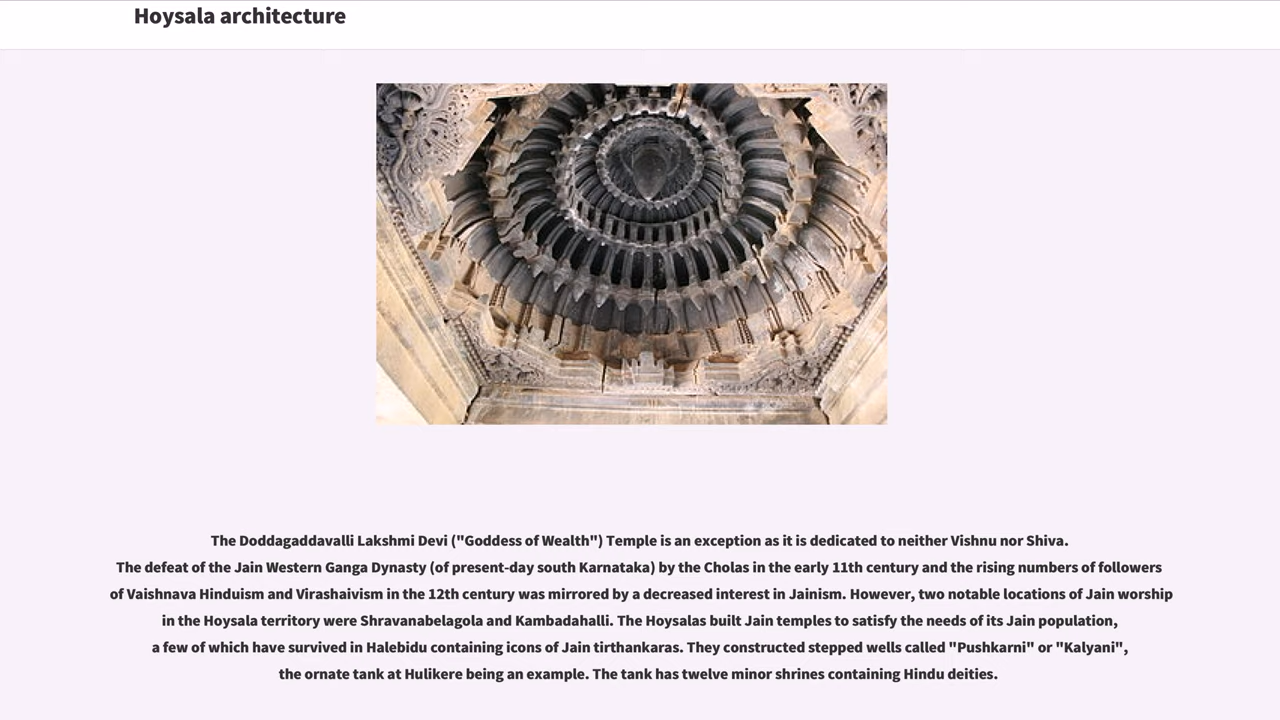 Hoysala architecture
The Doddagaddavalli Lakshmi Devi ("Goddess of Wealth") Temple is an exception as it is dedicated to neither Vishnu nor Shiva.
The defeat of the Jain Western Ganga Dynasty (of present-day south Karnataka) by the Cholas in the early 11th century and the rising numbers of followers
of Vaishnava Hinduism and Virashaivism in the 12th century was mirrored by a decreased interest in Jainism. However, two notable locations of Jain worship
in the Hoysala territory were Shravanabelagola and Kambadahalli. The Hoysalas built Jain temples to satisfy the needs of its Jain population,
a few of which have survived in Halebidu containing icons of Jain tirthankaras. They constructed stepped wells called "Pushkarni" or "Kalyani",
the ornate tank at Hulikere being an example. The tank has twelve minor shrines containing Hindu deities.